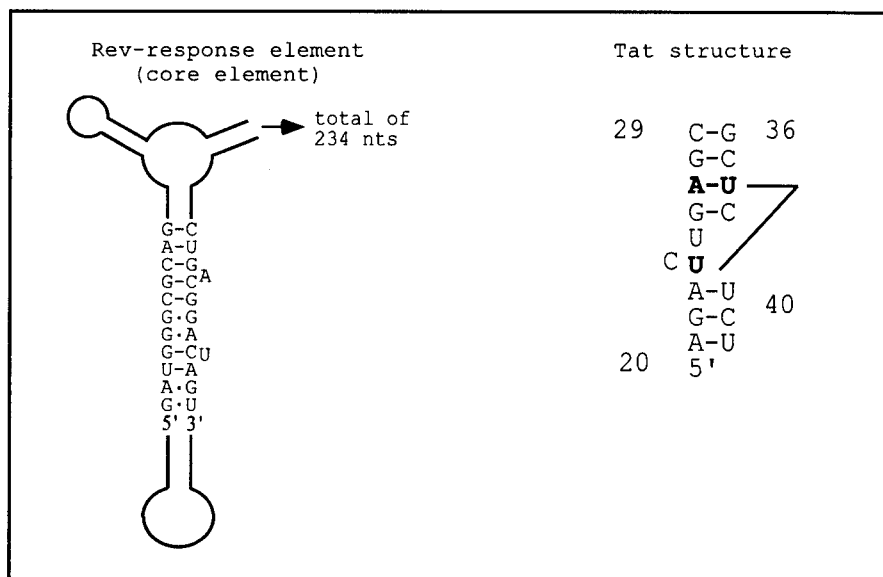 Rev-response element
(core element)
total of
234 nts
G-C
A-U
C-G
A
G-C
C-G
G·G
G·A
G-CU
U-A
A·G
G·U
5' 3'
Tat structure
29 C-G 36
G-C
A-U
G-C
U
C U
A-U
G-C 40
A-U
20 5'